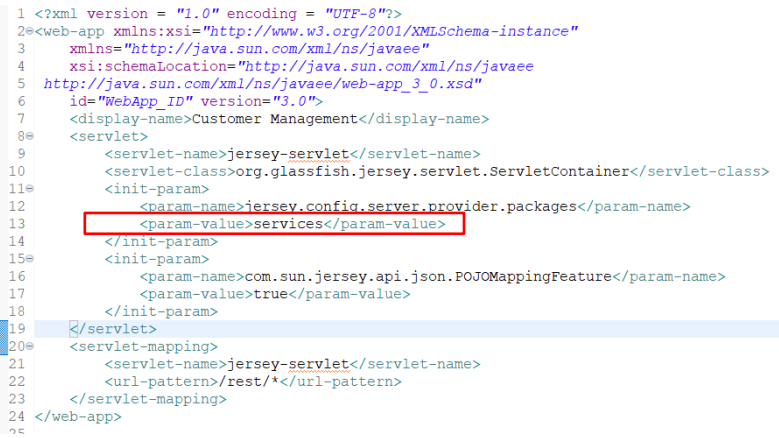 1 <?xml version = "1.0" encoding = "UTF-8"?>
2 <web-app xmlns:xsi="http://www.w3.org/2001/XMLSchema-instance"
3     xmlns="http://java.sun.com/xml/ns/javaee"
4     xsi:schemaLocation="http://java.sun.com/xml/ns/javaee
5  http://java.sun.com/xml/ns/javaee/web-app_3_0.xsd"
6     id="WebApp_ID" version="3.0">
7     <display-name>Customer Management</display-name>
8     <servlet>
9         <servlet-name>jersey-servlet</servlet-name>
10         <servlet-class>org.glassfish.jersey.servlet.ServletContainer</servlet-class>
11         <init-param>
12             <param-name>jersey.config.server.provider.packages</param-name>
13             <param-value>services</param-value>
14         </init-param>
15         <init-param>
16             <param-name>com.sun.jersey.api.json.POJOMappingFeature</param-name>
17             <param-value>true</param-value>
18         </init-param>
19     </servlet>
20     <servlet-mapping>
21         <servlet-name>jersey-servlet</servlet-name>
22         <url-pattern>/rest/*</url-pattern>
23     </servlet-mapping>
24 </web-app>
25